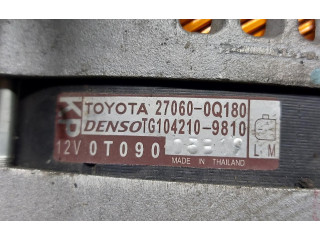 TOYOTA 27060-0Q180
DENSO TG104210-9810
12V 0T090
L M
MADE IN THAILAND